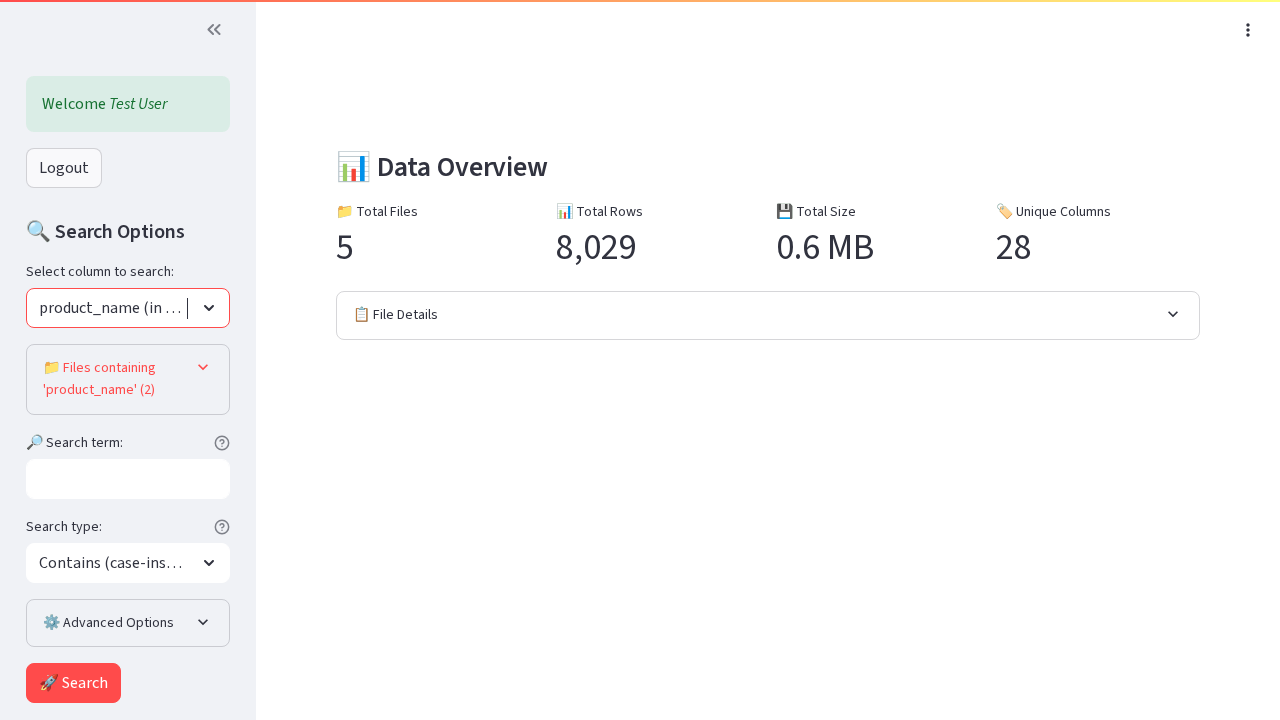 Welcome Test User
Logout
🔍 Search Options
Select column to search:
product_name (in …
📁 Files containing
'product_name' (2)
🔎 Search term:
Search type:
Contains (case-ins…
⚙️ Advanced Options
🚀 Search
📊 Data Overview
📁 Total Files
5
📊 Total Rows
8,029
💾 Total Size
0.6 MB
🏷️ Unique Columns
28
📋 File Details